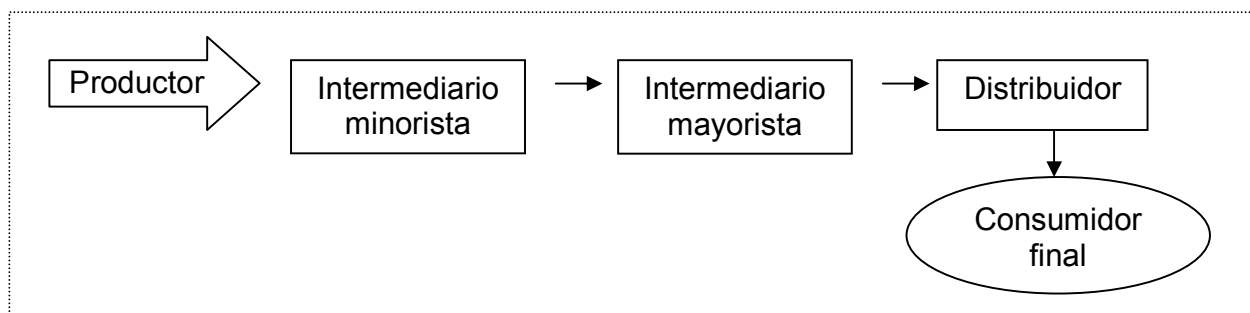 Productor
Intermediario
minorista
Intermediario
mayorista
Distribuidor
Consumidor
final